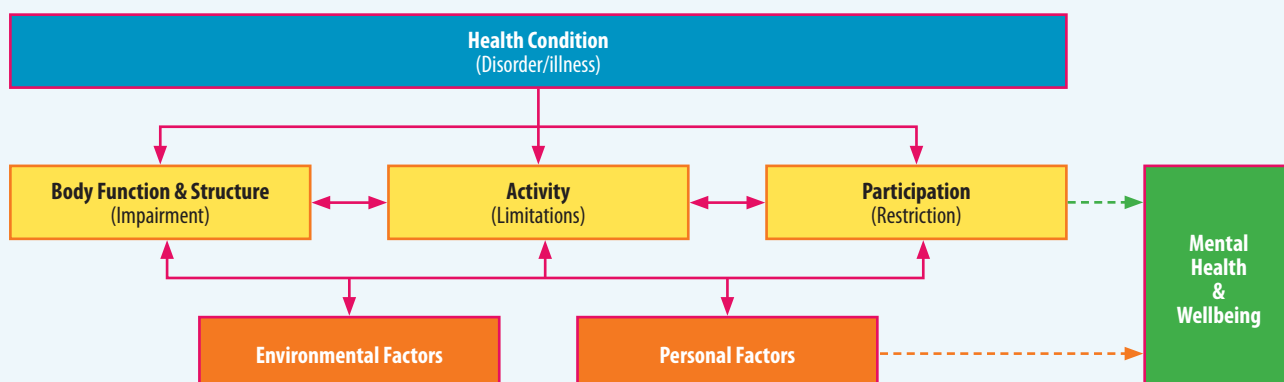 Health Condition
(Disorder/illness)
Body Function & Structure
(Impairment)
Activity
(Limitations)
Participation
(Restriction)
Mental
Health
&
Wellbeing
Environmental Factors
Personal Factors